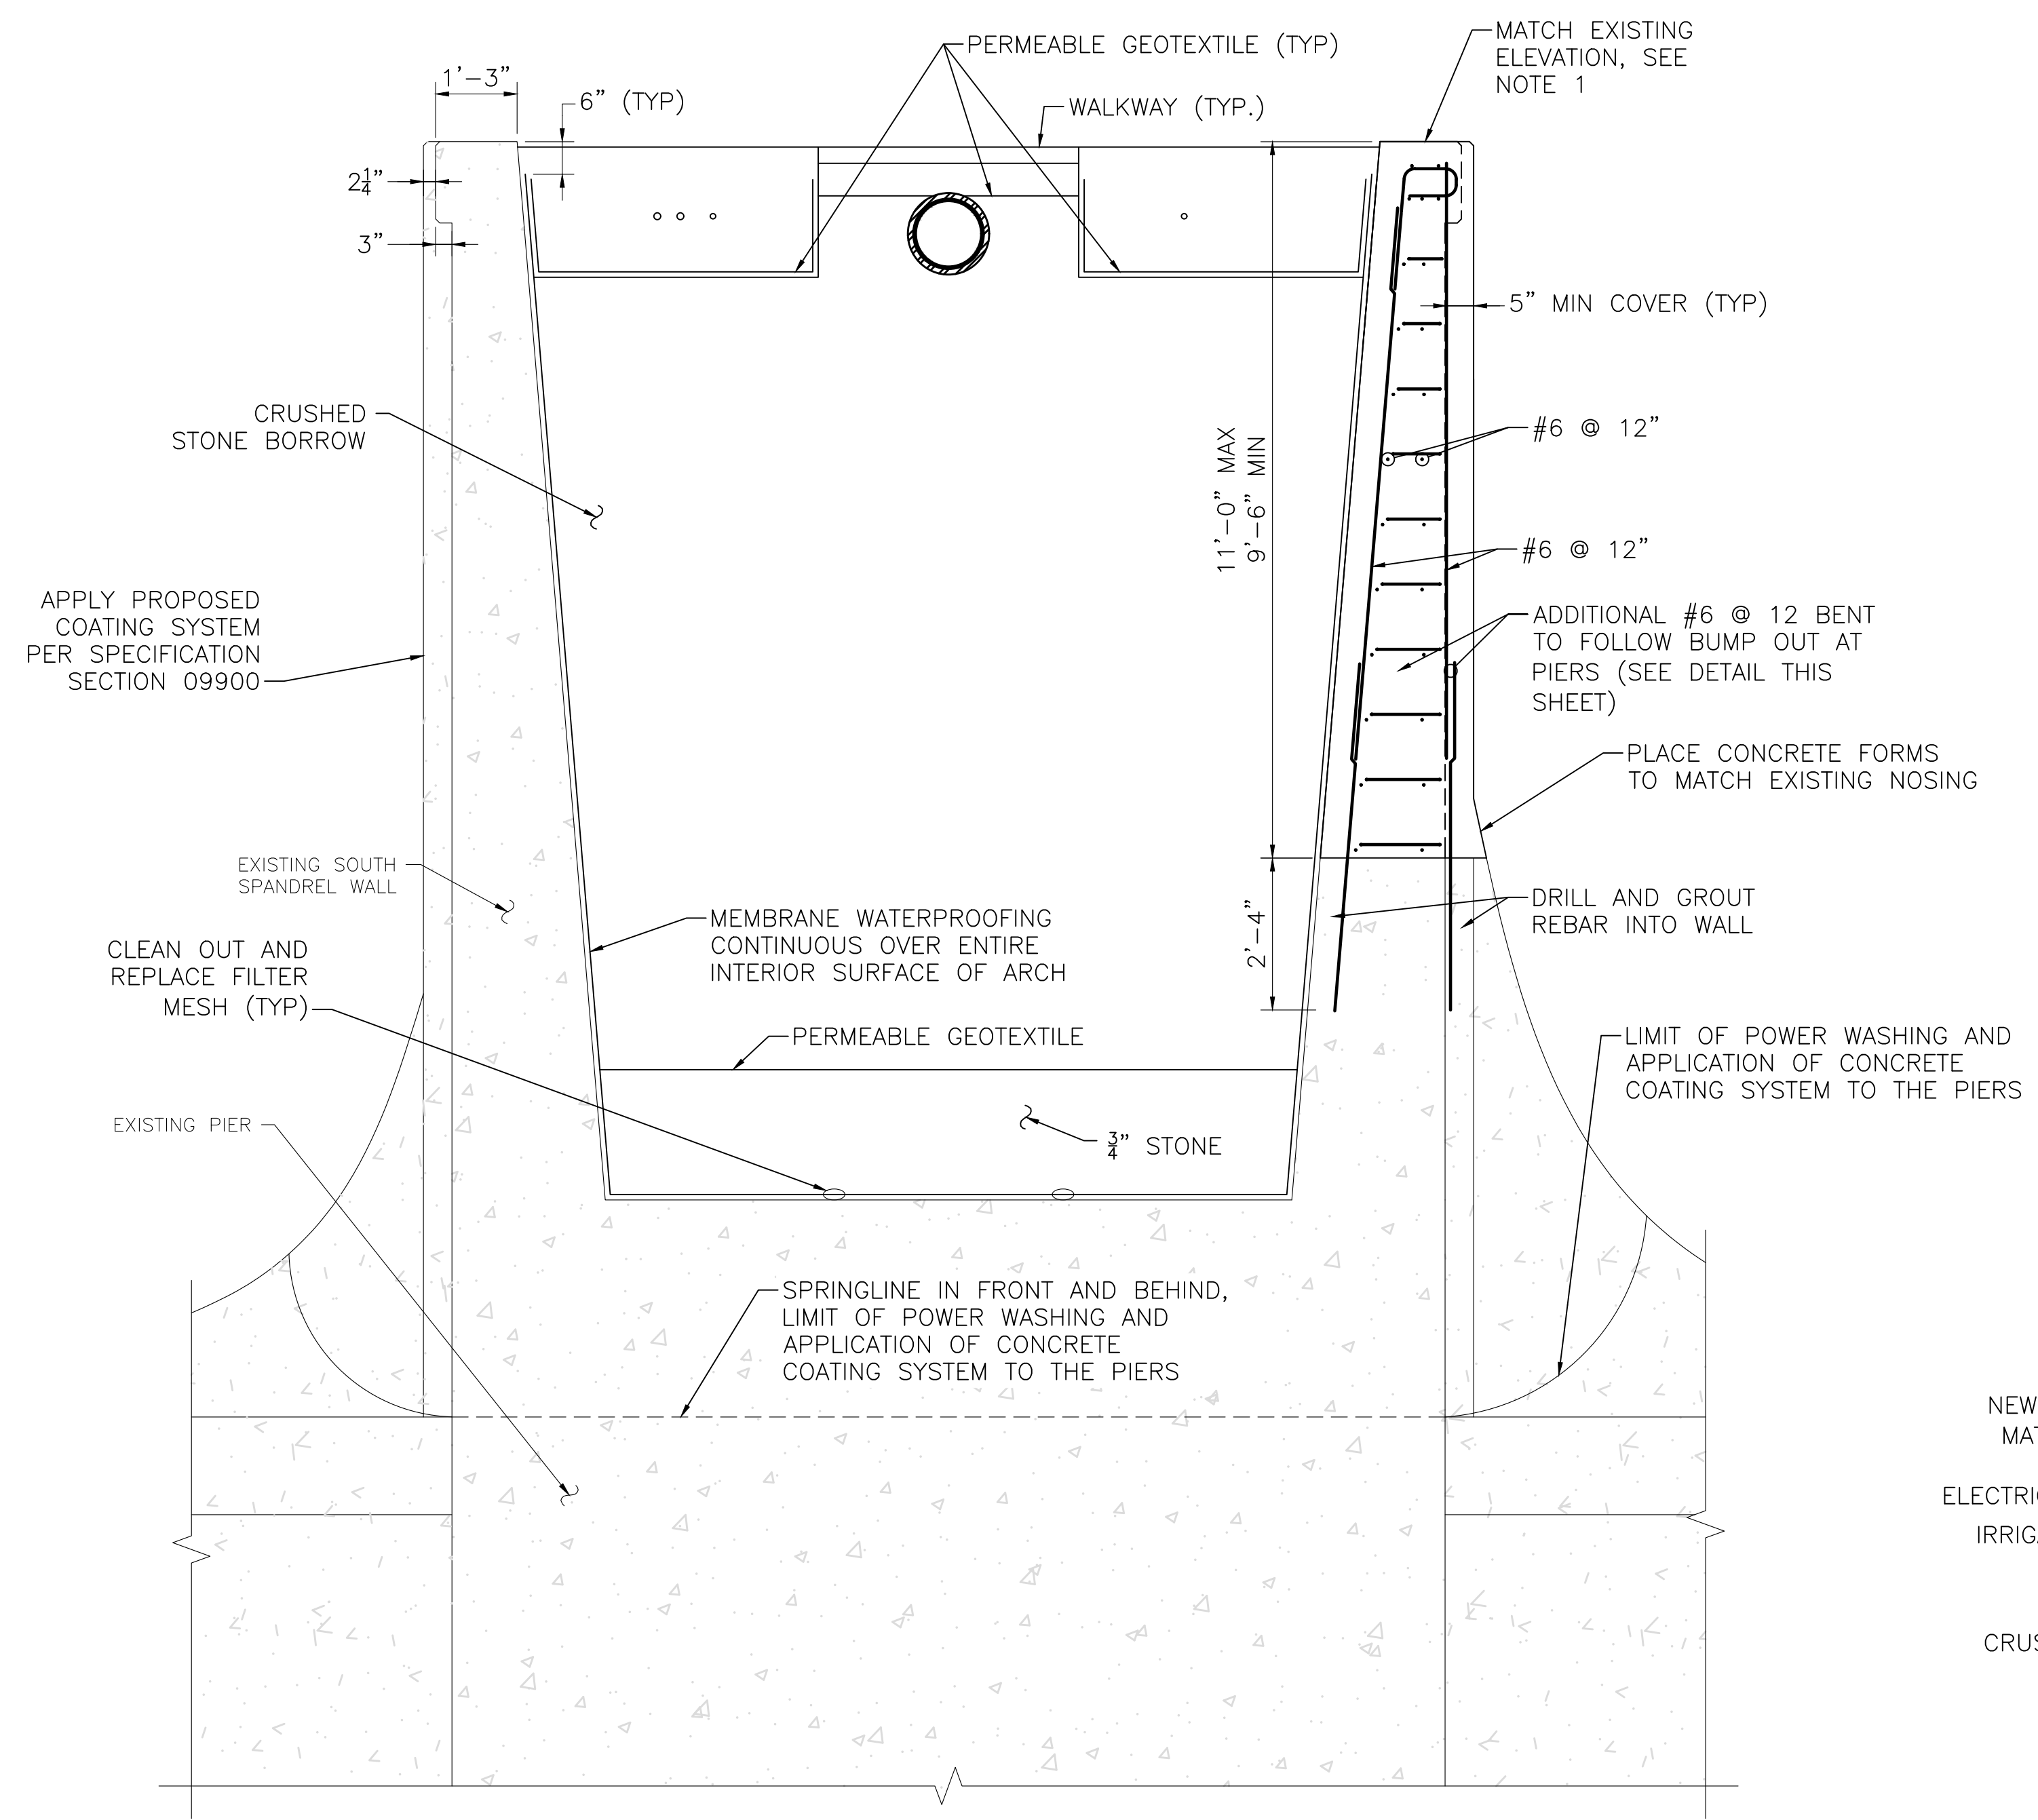 PERMEABLE GEOTEXTILE (TYP)
MATCH EXISTING
ELEVATION, SEE
NOTE 1
1'-3"
6" (TYP)
WALKWAY (TYP.)
2 1/4"
3"
5" MIN COVER (TYP)
CRUSHED
STONE BORROW
#6 @ 12"
11'-0" MAX
9'-6" MIN
#6 @ 12"
APPLY PROPOSED
COATING SYSTEM
PER SPECIFICATION
SECTION 09900
ADDITIONAL #6 @ 12 BENT
TO FOLLOW BUMP OUT AT
PIERS (SEE DETAIL THIS
SHEET)
PLACE CONCRETE FORMS
TO MATCH EXISTING NOSING
EXISTING SOUTH
SPANDREL WALL
MEMBRANE WATERPROOFING
CONTINUOUS OVER ENTIRE
INTERIOR SURFACE OF ARCH
2'-4"
DRILL AND GROUT
REBAR INTO WALL
CLEAN OUT AND
REPLACE FILTER
MESH (TYP)
PERMEABLE GEOTEXTILE
LIMIT OF POWER WASHING AND
APPLICATION OF CONCRETE
COATING SYSTEM TO THE PIERS
EXISTING PIER
3/4" STONE
SPRINGLINE IN FRONT AND BEHIND,
LIMIT OF POWER WASHING AND
APPLICATION OF CONCRETE
COATING SYSTEM TO THE PIERS
NEW